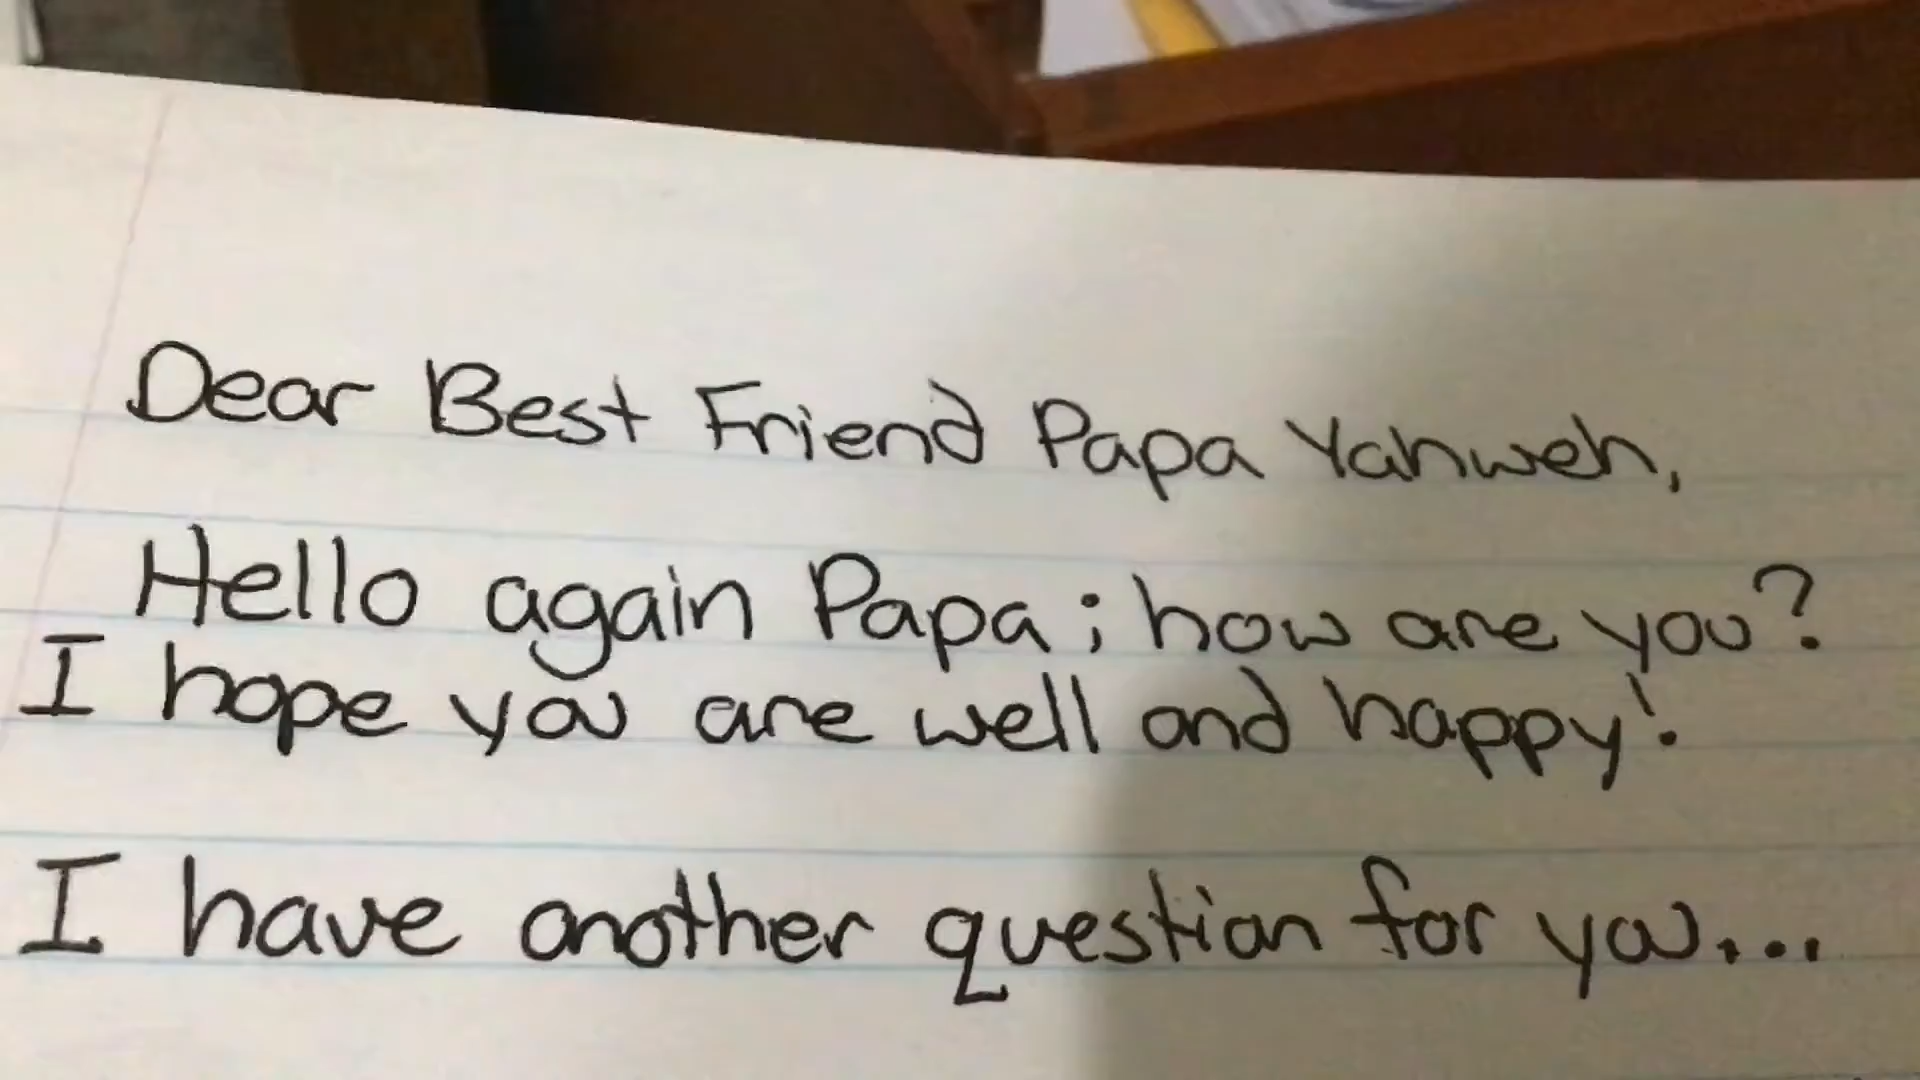 Dear Best Friend Papa Yahweh,
Hello again Papa; how are you?
I hope you are well and happy!
I have another question for you...